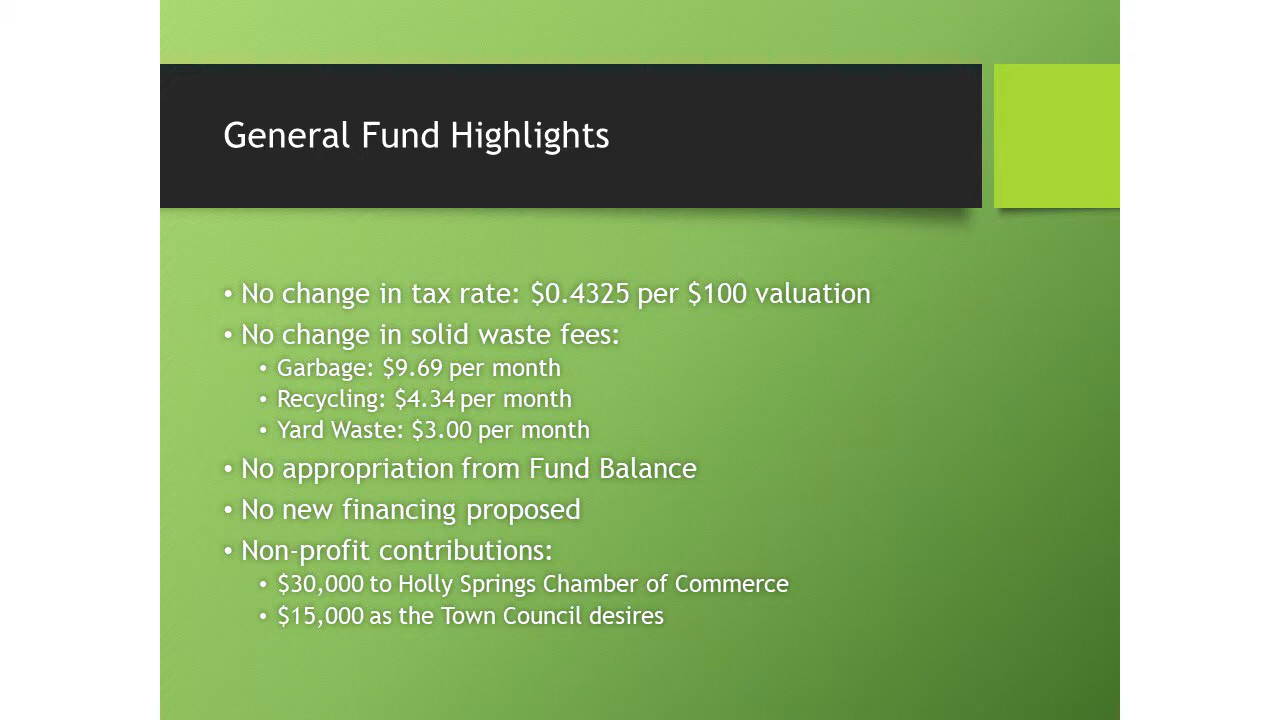 General Fund Highlights
• No change in tax rate: $0.4325 per $100 valuation
• No change in solid waste fees:
• Garbage: $9.69 per month
• Recycling: $4.34 per month
• Yard Waste: $3.00 per month
• No appropriation from Fund Balance
• No new financing proposed
• Non-profit contributions:
• $30,000 to Holly Springs Chamber of Commerce
• $15,000 as the Town Council desires